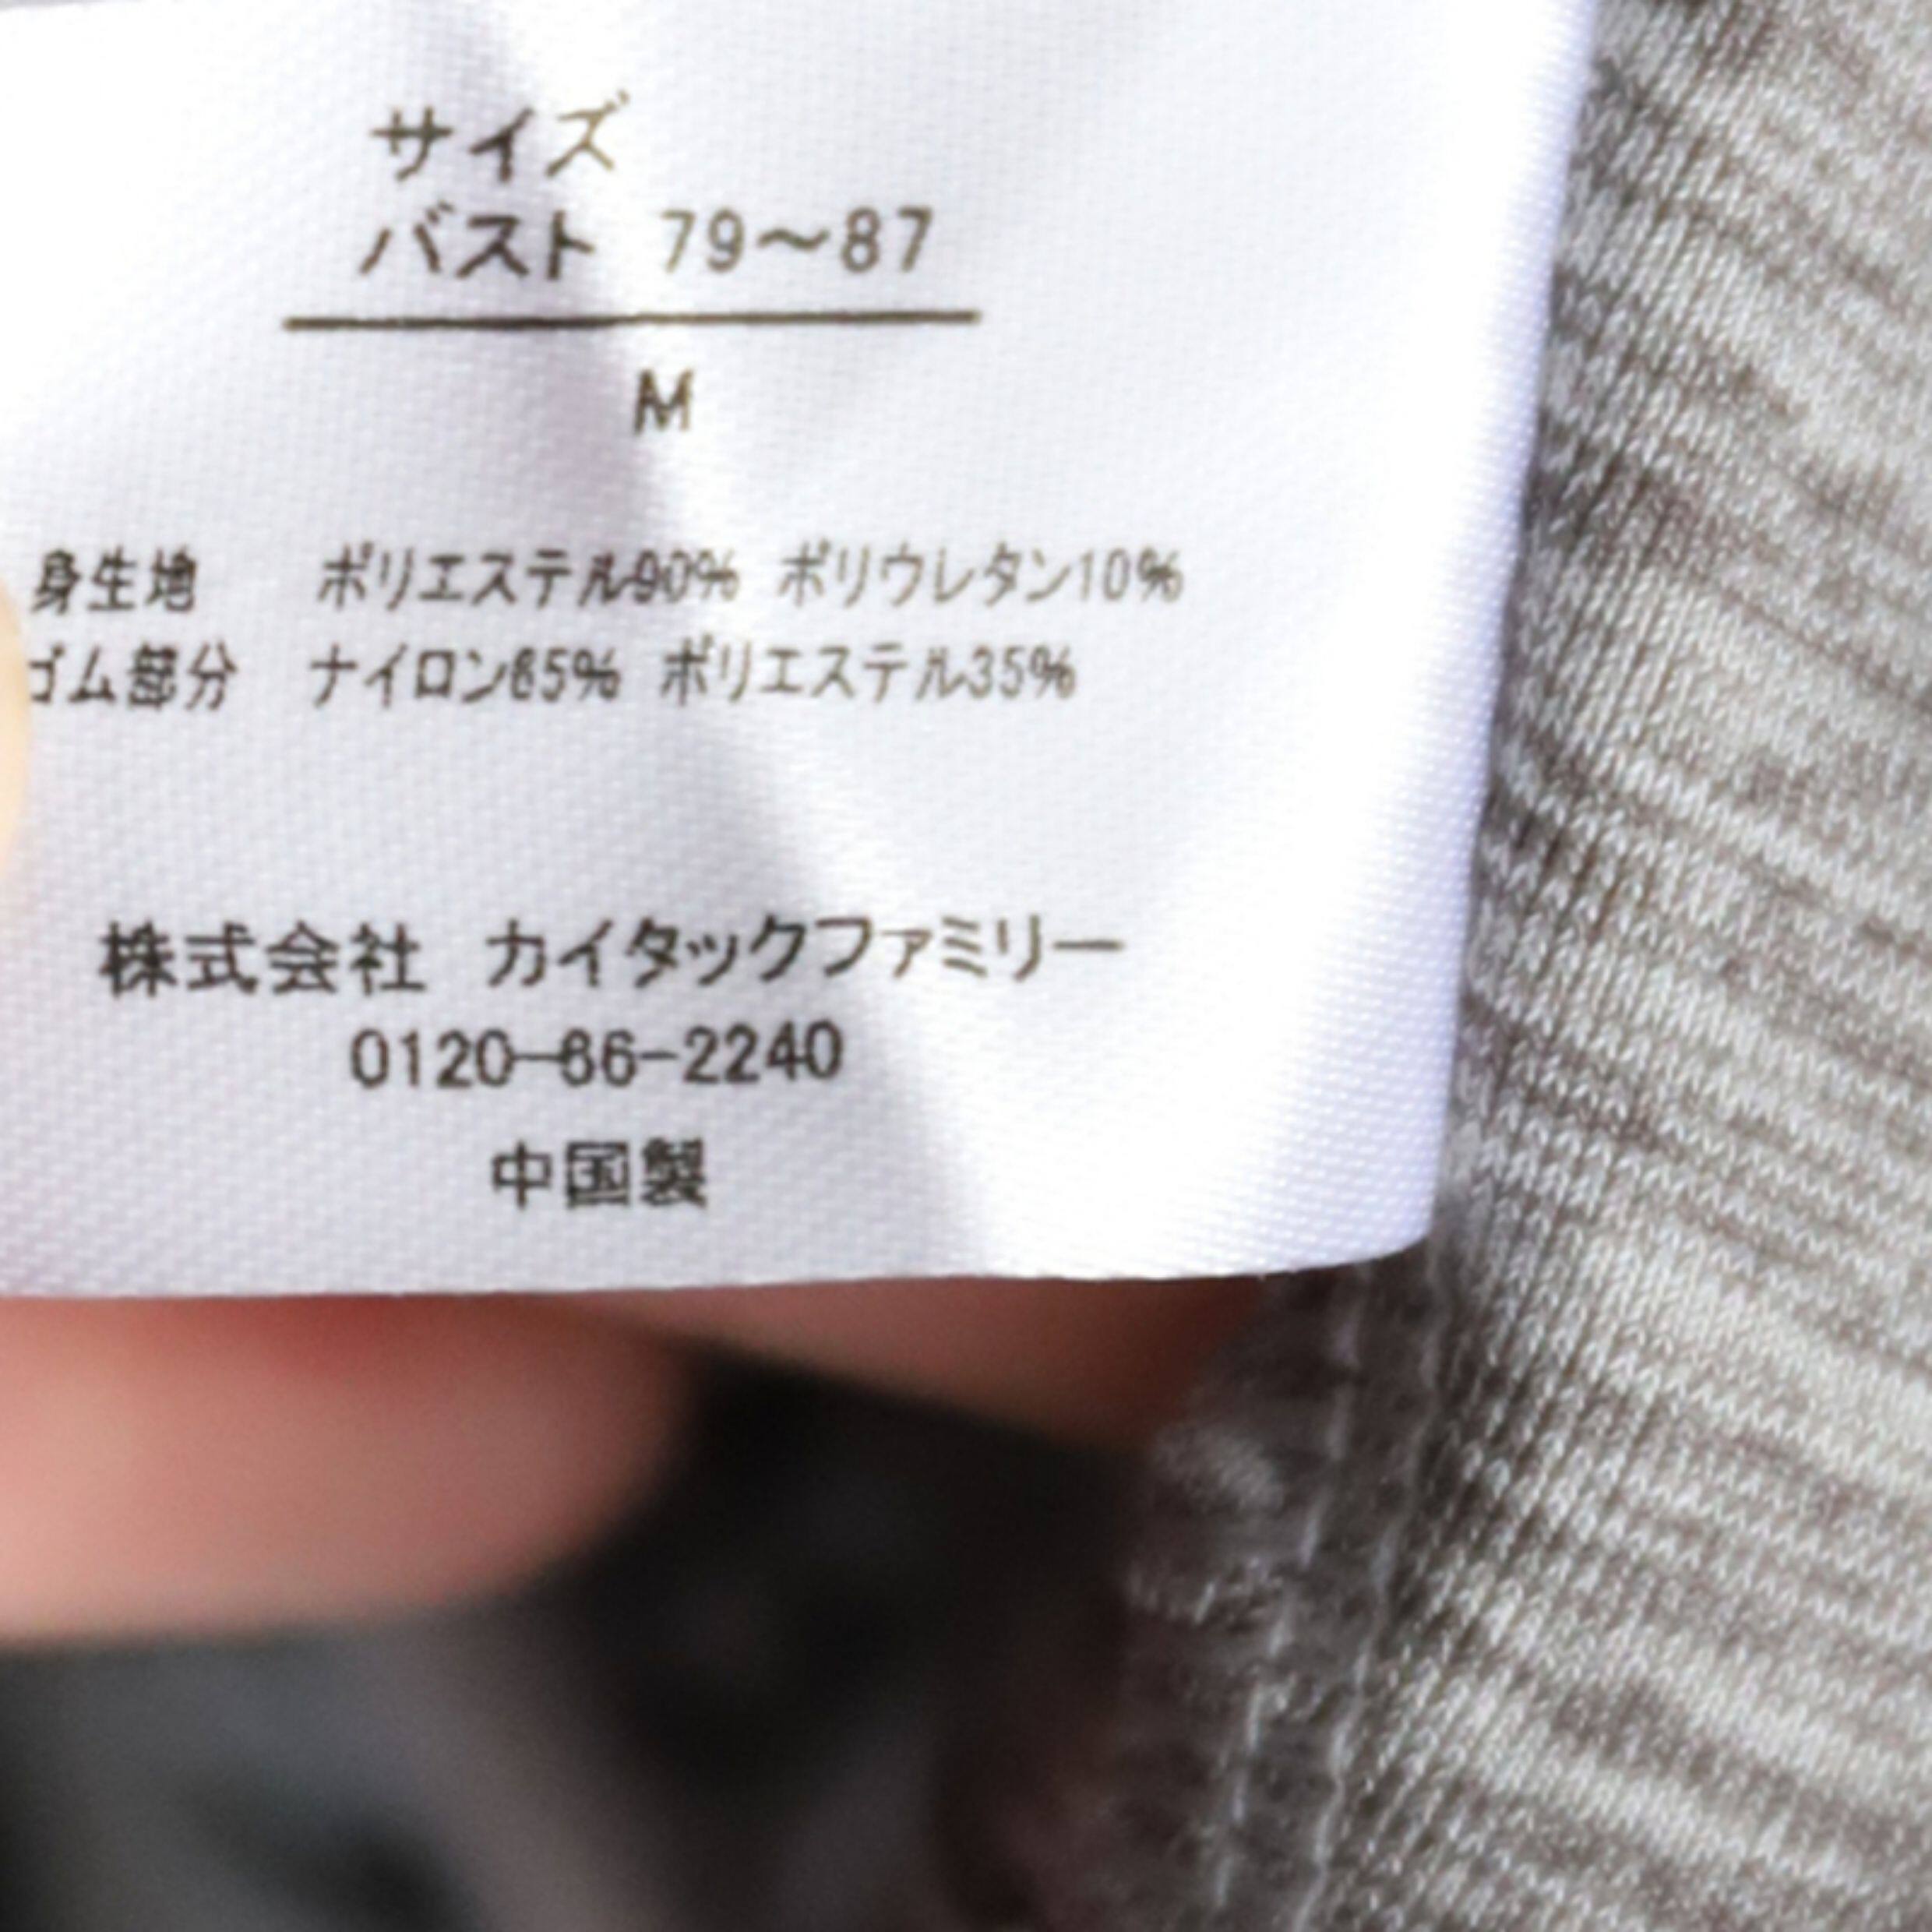 サイズ
バスト 79～87
M
身生地 ポリエステル90% ポリウレタン10%
ゴム部分 ナイロン65% ポリエステル35%
株式会社 カイタックファミリー
0120-66-2240
中国製